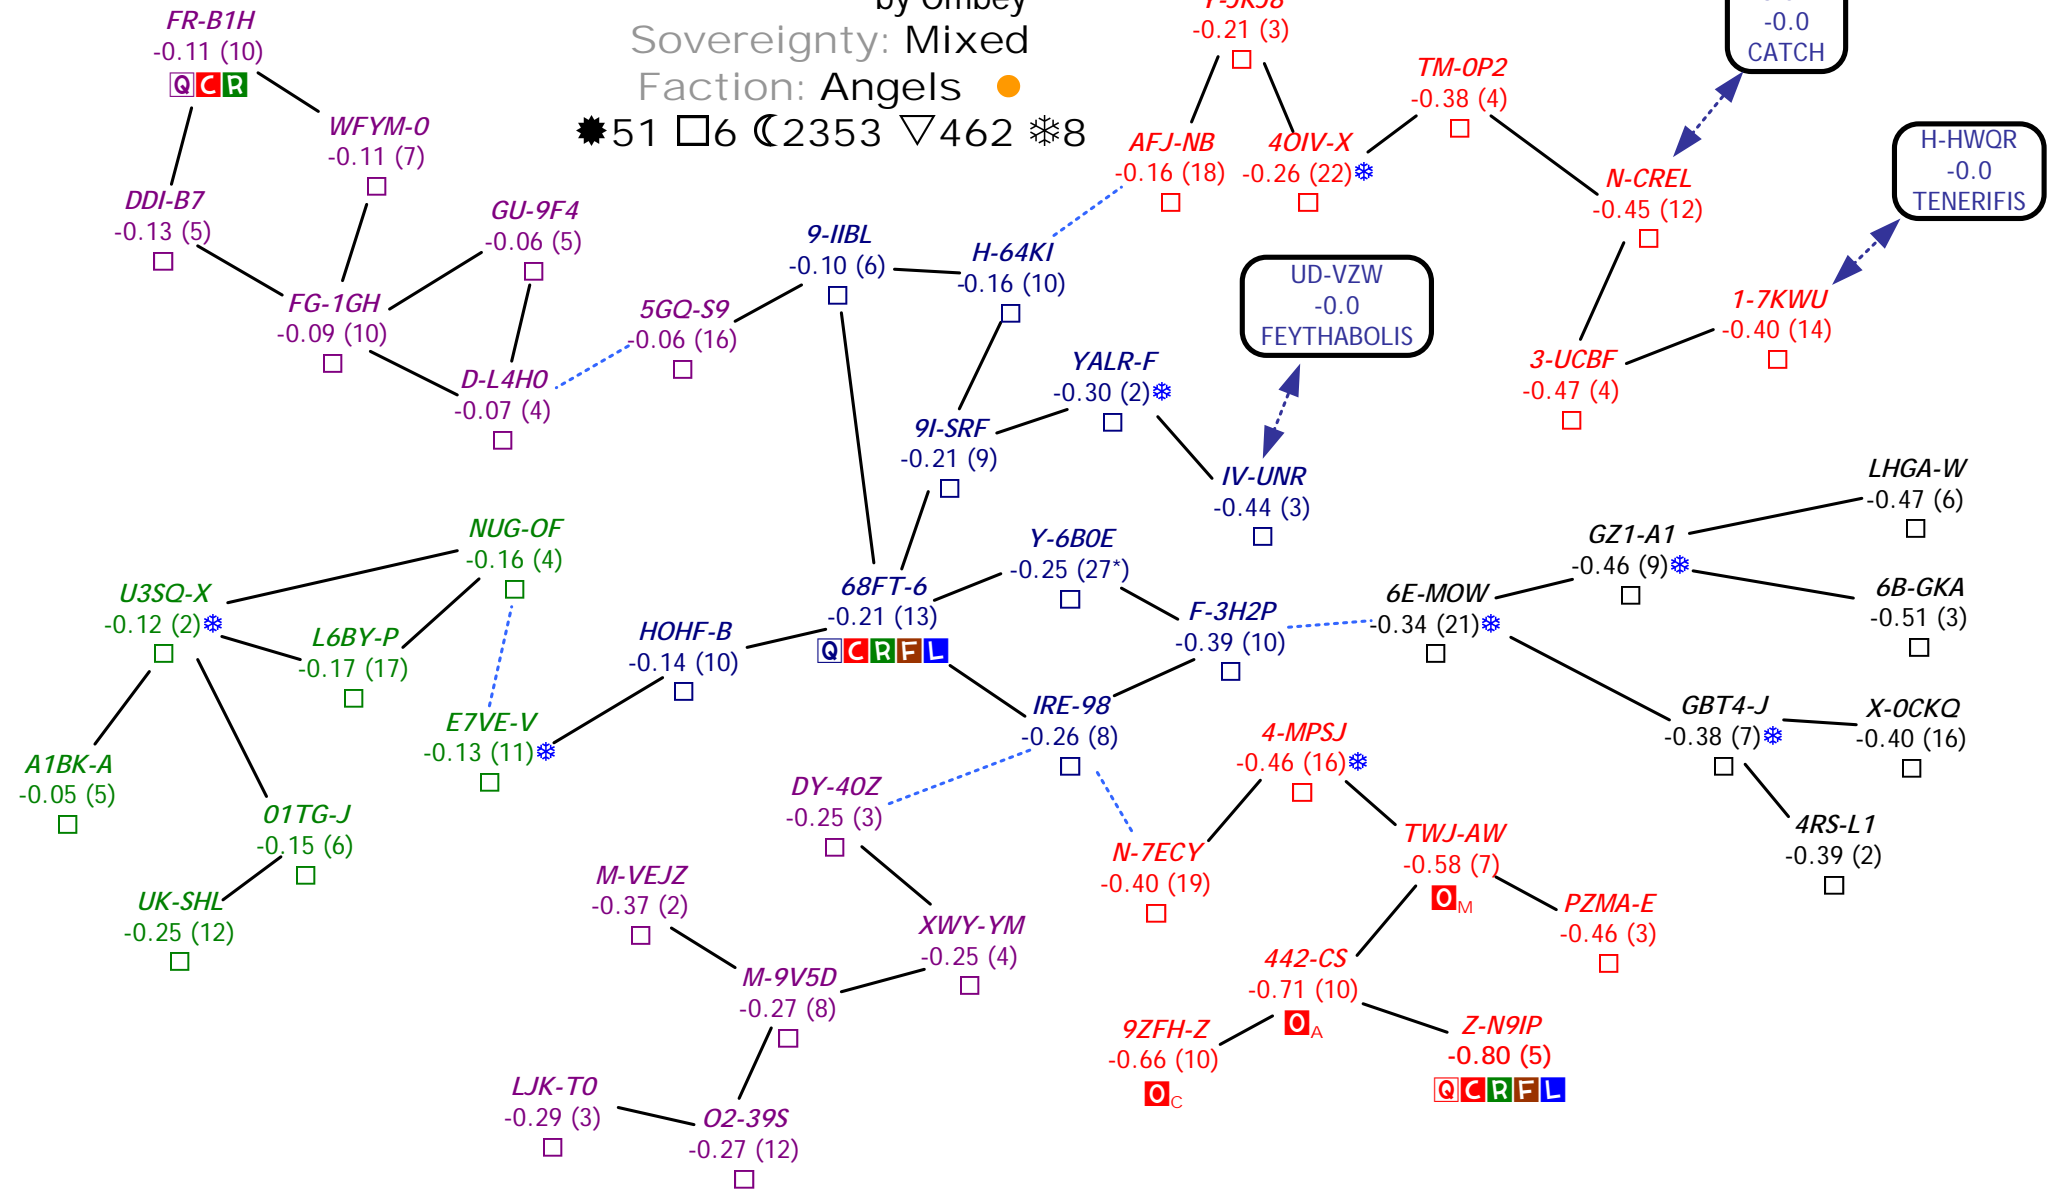 by Ombey
Sovereignty: Mixed
Faction: Angels
51 6 2353 462 8
FR-B1H
-0.11 (10)
Q C R
WFYM-0
-0.11 (7)
DDI-B7
-0.13 (5)
GU-9F4
-0.06 (5)
FG-1GH
-0.09 (10)
D-L4H0
-0.07 (4)
5GQ-S9
-0.06 (16)
9-IIBL
-0.10 (6)
H-64KI
-0.16 (10)
-0.21 (3)
AFJ-NB
-0.16 (18)
4OIV-X
-0.26 (22)
TM-0P2
-0.38 (4)
-0.0
CATCH
N-CREL
-0.45 (12)
H-HWQR
-0.0
TENERIFIS
1-7KWU
-0.40 (14)
3-UCBF
-0.47 (4)
UD-VZW
-0.0
FEYTHABOLIS
YALR-F
-0.30 (2)
9I-SRF
-0.21 (9)
IV-UNR
-0.44 (3)
NUG-OF
-0.16 (4)
U3SQ-X
-0.12 (2)
L6BY-P
-0.17 (17)
A1BK-A
-0.05 (5)
01TG-J
-0.15 (6)
UK-SHL
-0.25 (12)
E7VE-V
-0.13 (11)
HOHF-B
-0.14 (10)
68FT-6
-0.21 (13)
Q C R F L
Y-6B0E
-0.25 (27*)
F-3H2P
-0.39 (10)
IRE-98
-0.26 (8)
6E-MOW
-0.34 (21)
GZ1-A1
-0.46 (9)
LHGA-W
-0.47 (6)
6B-GKA
-0.51 (3)
GBT4-J
-0.38 (7)
X-0CKQ
-0.40 (16)
4RS-L1
-0.39 (2)
DY-40Z
-0.25 (3)
M-VEJZ
-0.37 (2)
XWY-YM
-0.25 (4)
M-9V5D
-0.27 (8)
LJK-T0
-0.29 (3)
O2-39S
-0.27 (12)
4-MPSJ
-0.46 (16)
N-7ECY
-0.40 (19)
TWJ-AW
-0.58 (7)
O M
PZMA-E
-0.46 (3)
442-CS
-0.71 (10)
O A
9ZFH-Z
-0.66 (10)
O C
Z-N9IP
-0.80 (5)
Q C R F L